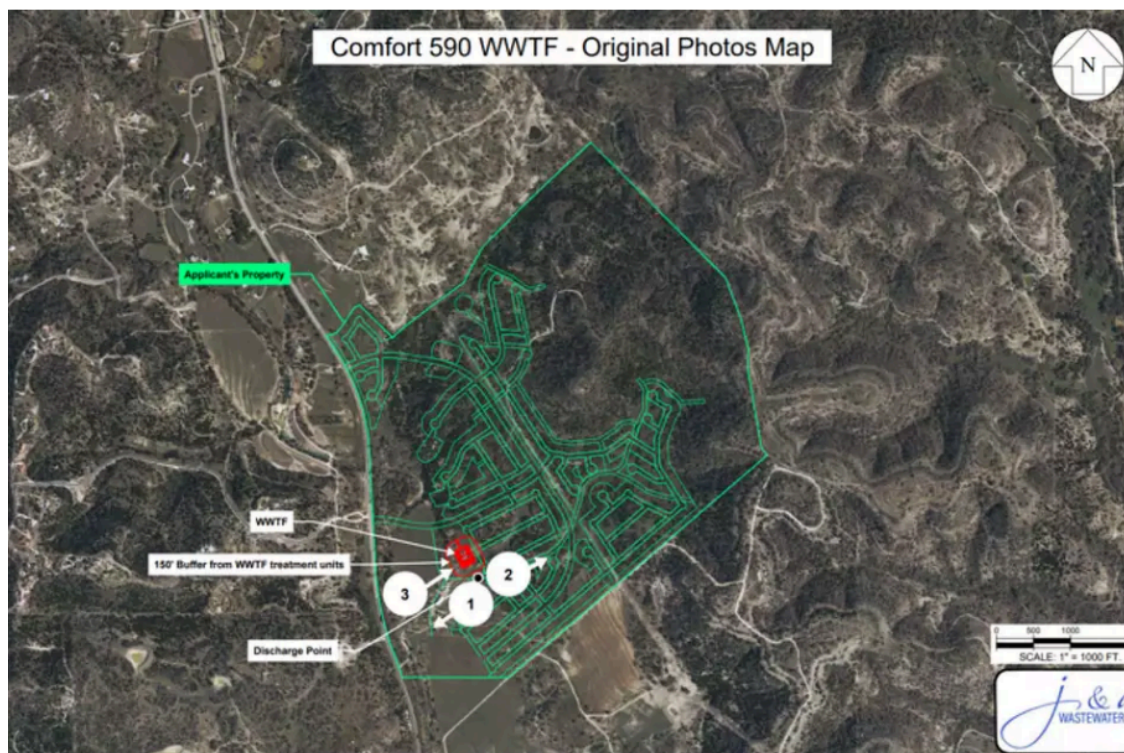 Comfort 590 WWTF - Original Photos Map
N
Applicant's Property
WWTF
150' Buffer from WWTF treatment units
2
3
1
Discharge Point
0 500 1000
SCALE: 1" = 1000 FT.
j &
WASTEWATER